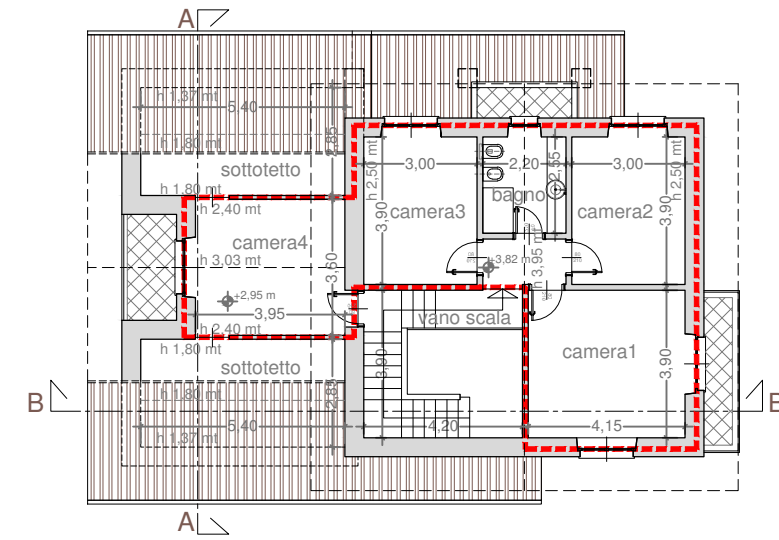 A
h 1,37 mt
5,40
h 1,80 mt
2,85
sottotetto
h 1,80 mt
h 2,40 mt
camera4
h 3,03 mt
+2,95 m
3,60
3,95
h 2,40 mt
h 1,80 mt
sottotetto
h 1,80 mt
2,85
5,40
h 1,37 mt
3,00
h 2,50 mt
camera3
3,90
2,20
2,55
bagno
3,00
h 2,50 mt
camera2
3,90
+3,82 m
h 3,95 mt
vano scala
3,90
4,20
camera1
3,90
4,15
B
B
A